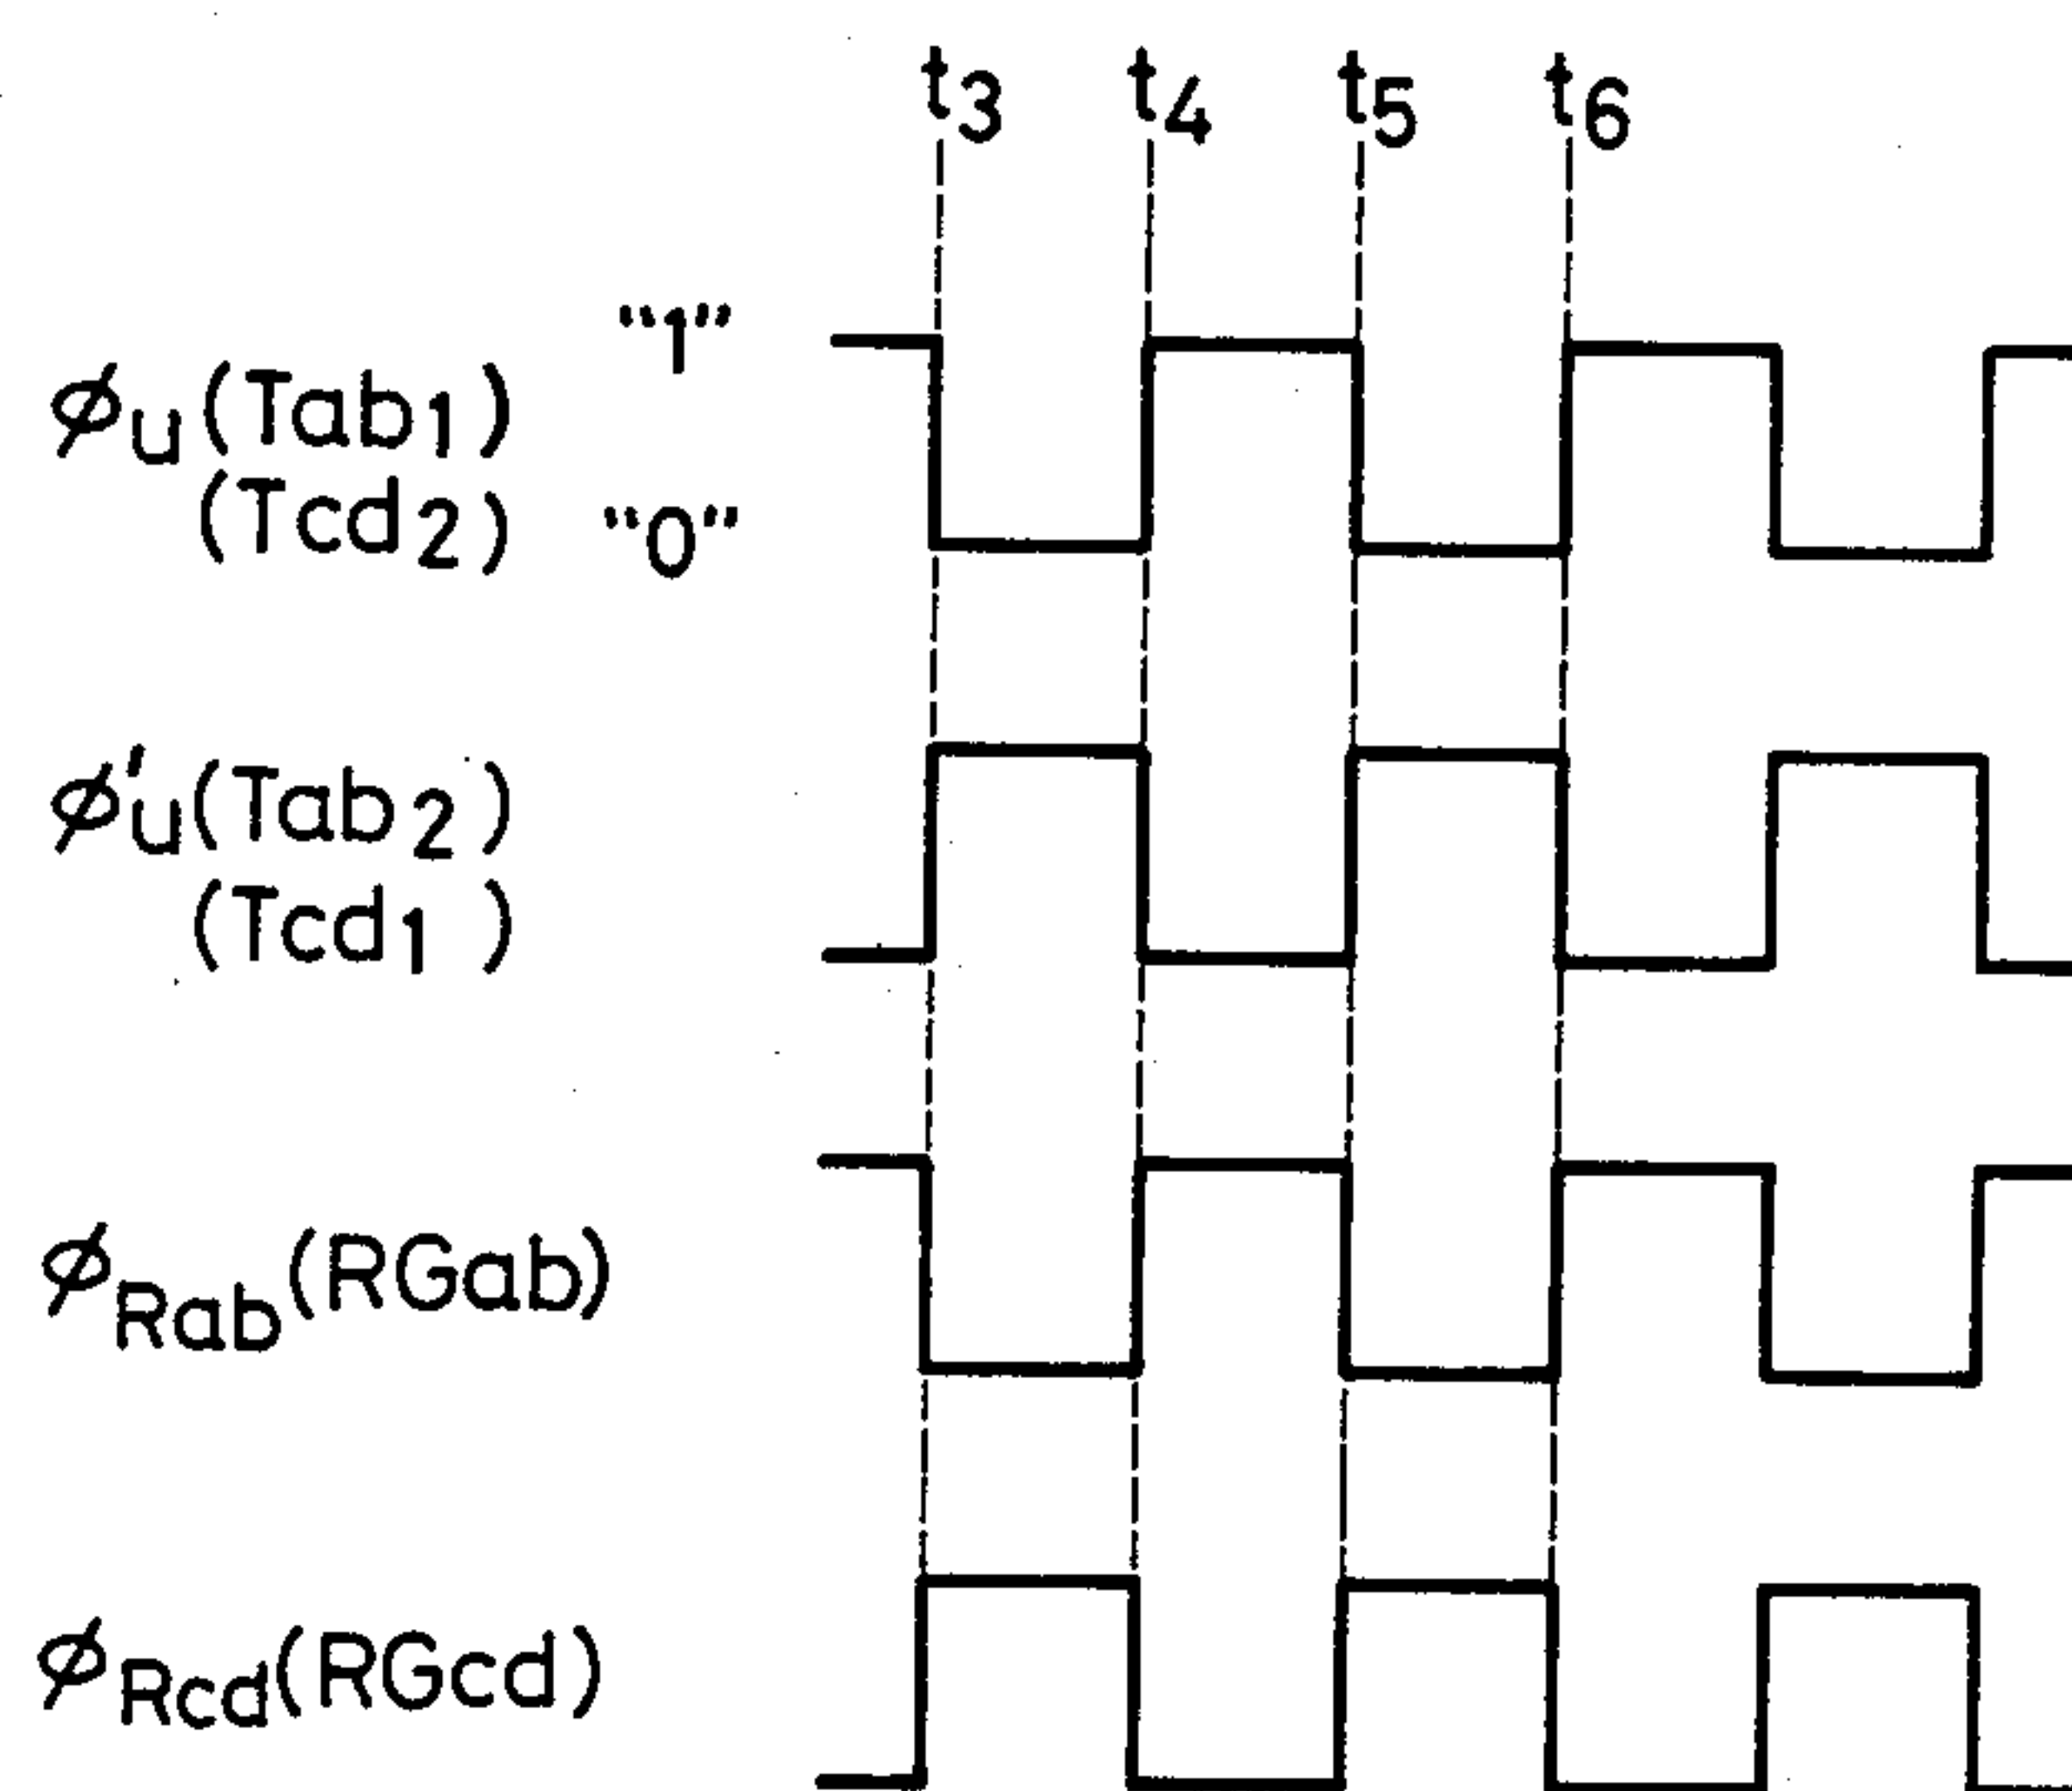 t3 t4 t5 t6
"1"
ϕu(Tab1)
(Tcd2) "0"
ϕ'u(Tab2)
(Tcd1)
ϕRab(RGab)
ϕRcd(RGcd)